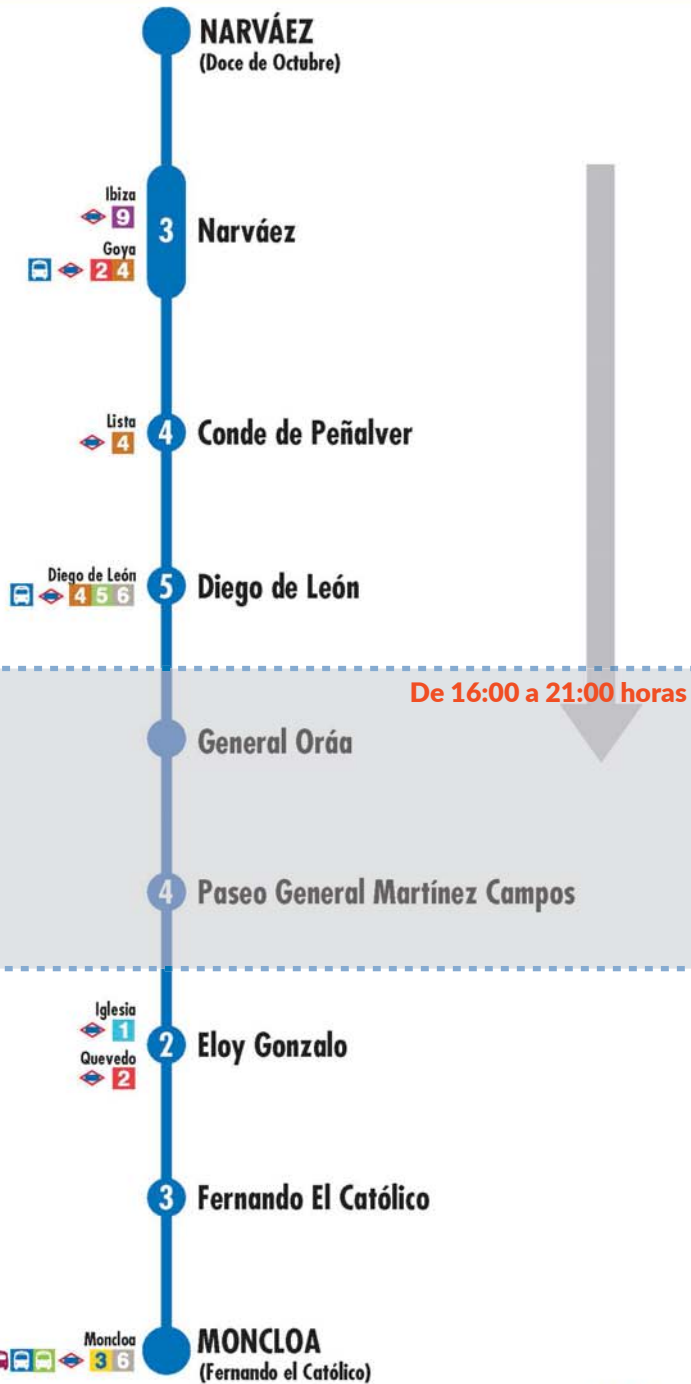 NARVÁEZ
(Doce de Octubre)
Ibiza
9
3
Narváez
Goya
2 4
Lista
4
4
Conde de Peñalver
Diego de León
4 5 6
5
Diego de León
De 16:00 a 21:00 horas
General Oráa
4
Paseo General Martínez Campos
Iglesia
1
2
Eloy Gonzalo
Quevedo
2
3
Fernando El Católico
Moncloa
3 6
MONCLOA
(Fernando el Católico)